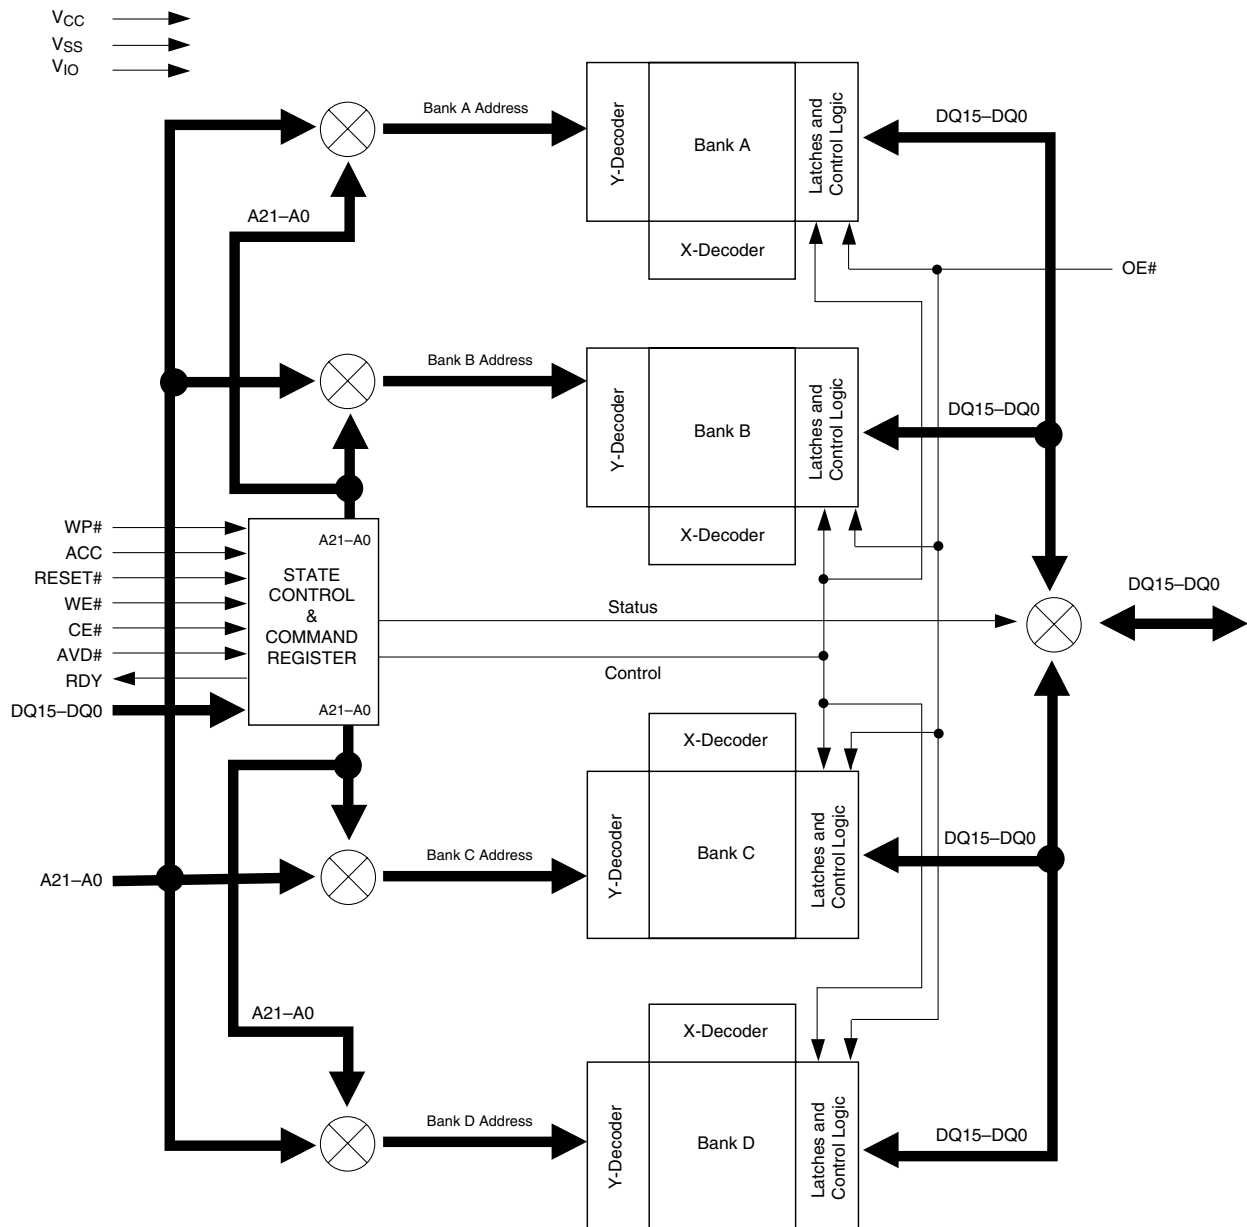 VCC
VSS
VIO
Bank A Address
Y-Decoder
Bank A
Latches and
Control Logic
X-Decoder
DQ15–DQ0
A21–A0
OE#
Bank B Address
Y-Decoder
Bank B
Latches and
Control Logic
X-Decoder
DQ15–DQ0
WP#
ACC
RESET#
WE#
CE#
AVD#
RDY
DQ15–DQ0
A21–A0
STATE
CONTROL
&
COMMAND
REGISTER
A21–A0
Status
Control
DQ15–DQ0
X-Decoder
Bank C Address
Y-Decoder
Bank C
Latches and
Control Logic
DQ15–DQ0
A21–A0
A21–A0
X-Decoder
Bank D Address
Y-Decoder
Bank D
Latches and
Control Logic
DQ15–DQ0